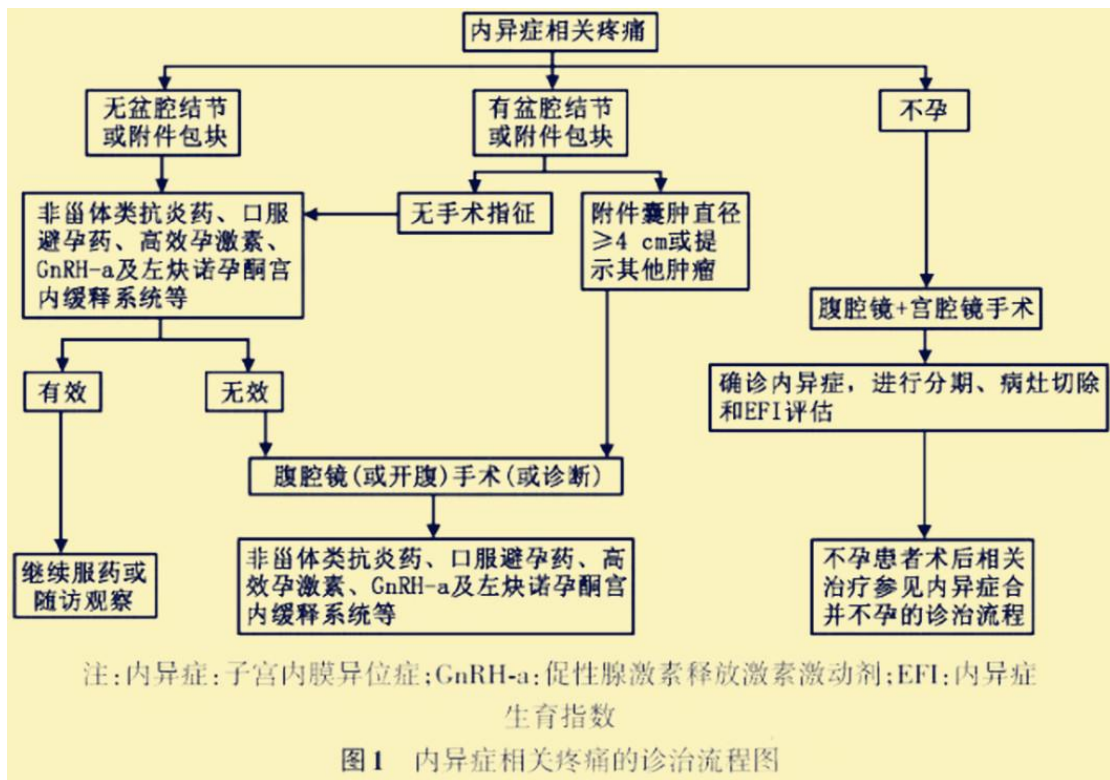 内异症相关疼痛
无盆腔结节
或附件包块
有盆腔结节
或附件包块
不孕
非甾体类抗炎药、口服
避孕药、高效孕激素、
GnRH-a及左炔诺孕酮宫
内缓释系统等
无手术指征
附件囊肿直径
≥4 cm或提
示其他肿瘤
腹腔镜+宫腔镜手术
有效
无效
确诊内异症，进行分期、病灶切除
和EFI评估
腹腔镜(或开腹)手术(或诊断)
继续服药或
随访观察
非甾体类抗炎药、口服避孕药、高
效孕激素、GnRH-a及左炔诺孕酮宫
内缓释系统等
不孕患者术后相关
治疗参见内异症合
并不孕的诊治流程
注:内异症:子宫内膜异位症;GnRH-a:促性腺激素释放激素激动剂;EFI:内异症
生育指数
图1 内异症相关疼痛的诊治流程图